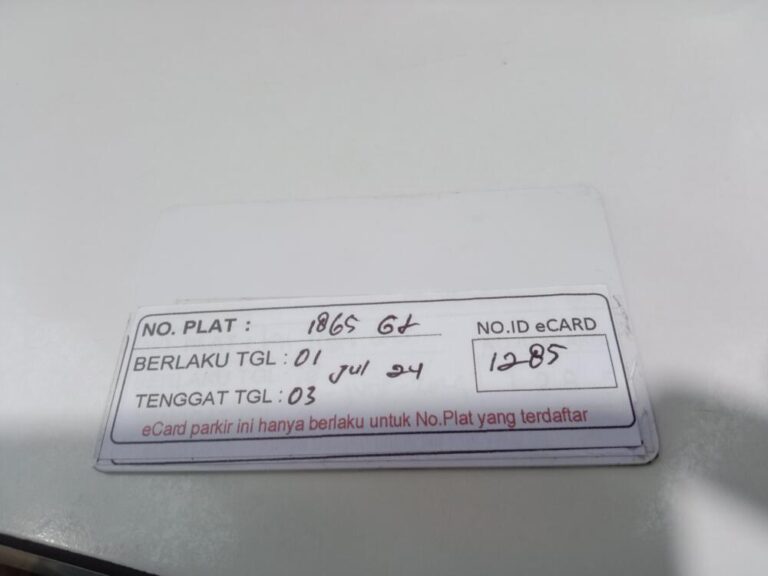 NO. PLAT : 1865
NO.ID eCARD
BERLAKU TGL : 01
Jul 24
1285
TENGGAT TGL : 03
eCard parkir ini hanya berlaku untuk No.Plat yang terdaftar